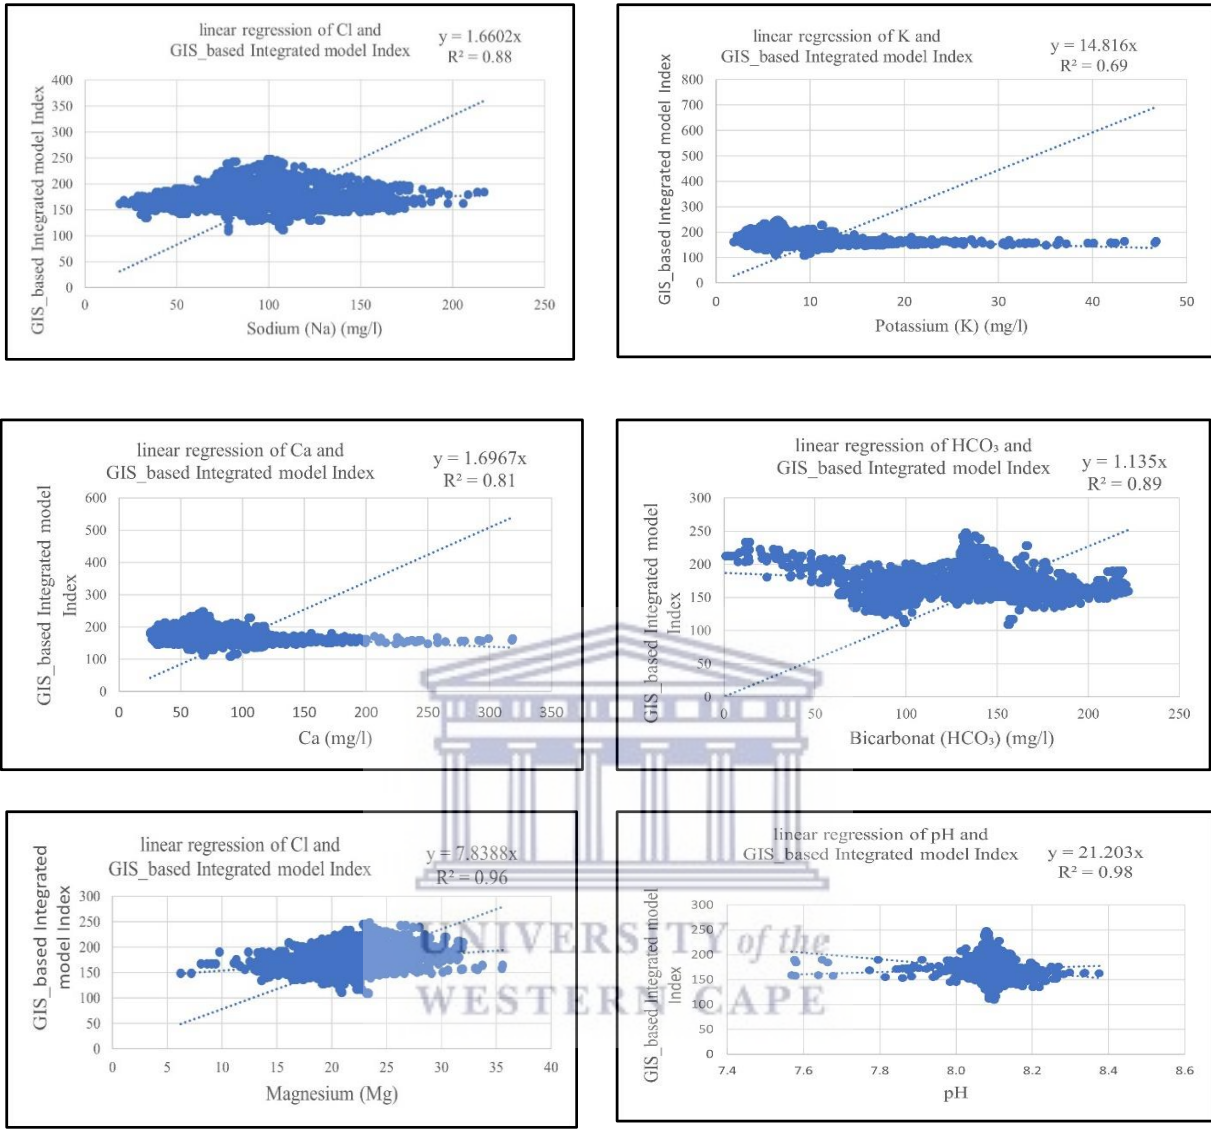 linear regression of Cl and
GIS_based Integrated model Index
y = 1.6602x
R² = 0.88
GIS_based Integrated model Index
400
350
300
250
200
150
100
50
0
0 50 100 150 200 250
Sodium (Na) (mg/l)
linear regression of K and
GIS_based Integrated model Index
y = 14.816x
R² = 0.69
GIS_based Integrated model Index
800
700
600
500
400
300
200
100
0
0 10 20 30 40 50
Potassium (K) (mg/l)
linear regression of Ca and
GIS_based Integrated model Index
y = 1.6967x
R² = 0.81
GIS_based Integrated model
Index
600
500
400
300
200
100
0
0 50 100 150 200 250 300 350
Ca (mg/l)
linear regression of HCO₃ and
GIS_based Integrated model Index
y = 1.135x
R² = 0.89
GIS_based Integrated model
Index
300
250
200
150
100
50
0
0 50 100 150 200 250
Bicarbonat (HCO₃) (mg/l)
linear regression of Cl and
GIS_based Integrated model Index
y = 7.8388x
R² = 0.96
GIS_based Integrated
model Index
300
250
200
150
100
50
0
0 5 10 15 20 25 30 35 40
Magnesium (Mg)
linear regression of pH and
GIS_based Integrated model Index
y = 21.203x
R² = 0.98
GIS_based Integrated model
Index
300
250
200
150
100
50
0
7.4 7.6 7.8 8.0 8.2 8.4 8.6
pH
UNIVERSITY of the
WESTERN CAPE